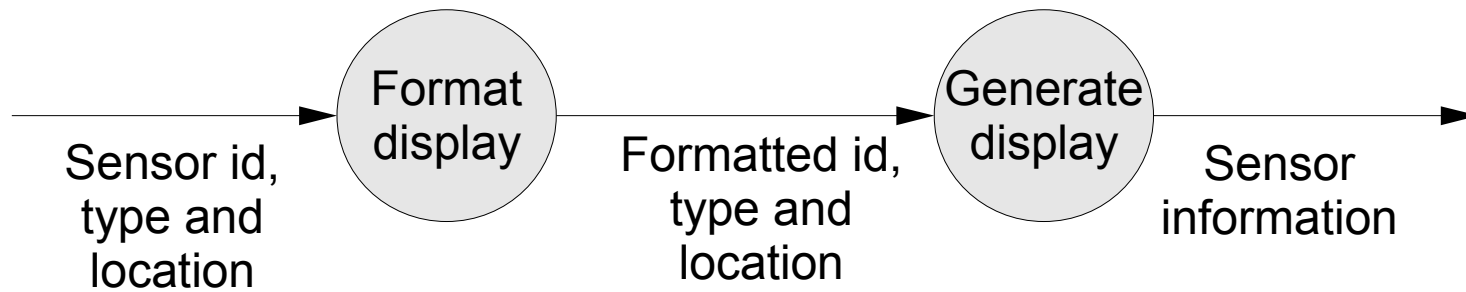 Format
display
Generate
display
Sensor id,
type and
location
Formatted id,
type and
location
Sensor
information